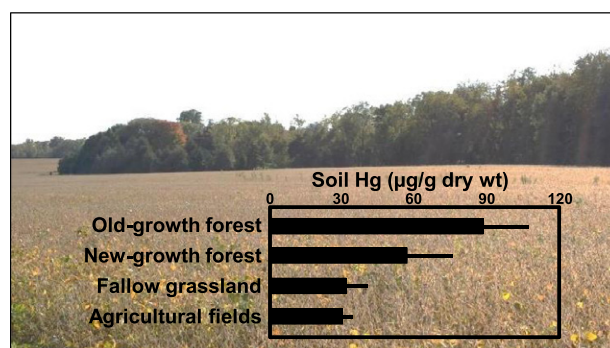 Soil Hg (µg/g dry wt)
0 30 60 90 120
Old-growth forest
New-growth forest
Fallow grassland
Agricultural fields